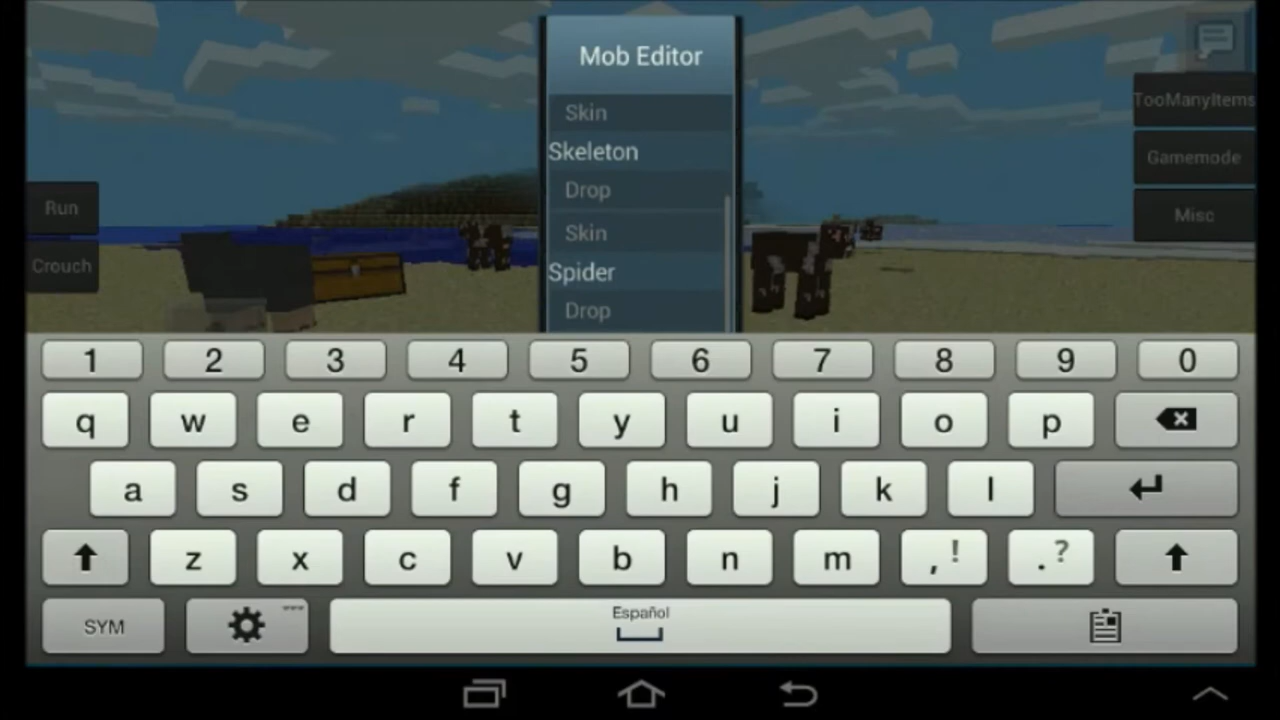 Mob Editor
Skin
Skeleton
Drop
Skin
Spider
Drop
Run
Crouch
TooManyItems
Gamemode
Misc
1 2 3 4 5 6 7 8 9 0
q w e r t y u i o p
a s d f g h j k l
z x c v b n m , ! . ?
SYM
Español